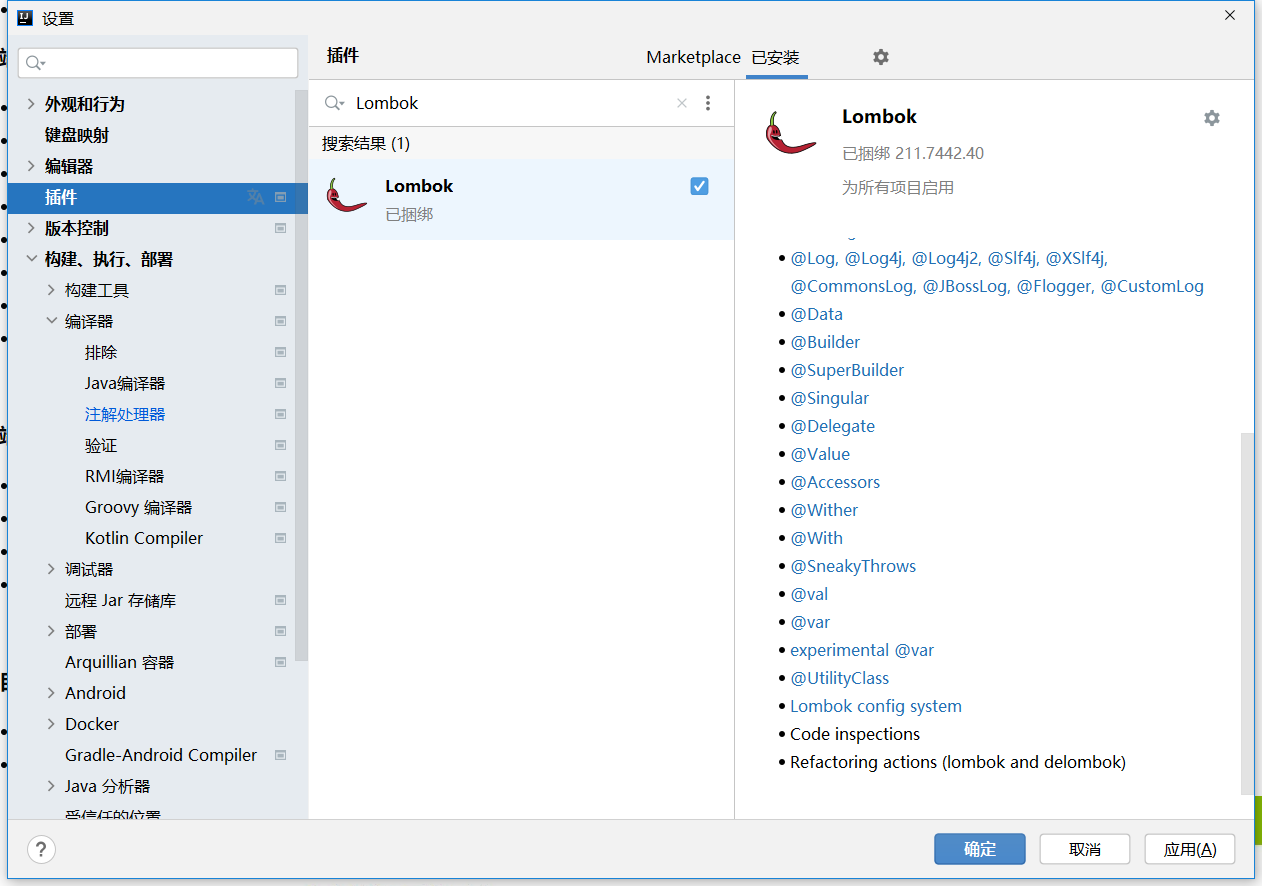 设置
外观和行为
键盘映射
编辑器
插件
版本控制
构建、执行、部署
构建工具
编译器
排除
Java编译器
注解处理器
验证
RMI编译器
Groovy 编译器
Kotlin Compiler
调试器
远程 Jar 存储库
部署
Arquillian 容器
Android
Docker
Gradle-Android Compiler
Java 分析器
受信任的位置
插件
Marketplace 已安装
Lombok
搜索结果 (1)
Lombok
已捆绑
Lombok
已捆绑 211.7442.40
为所有项目启用
@Log, @Log4j, @Log4j2, @Slf4j, @XSlf4j,
@CommonsLog, @JBossLog, @Flogger, @CustomLog
@Data
@Builder
@SuperBuilder
@Singular
@Delegate
@Value
@Accessors
@Wither
@With
@SneakyThrows
@val
@var
experimental @var
@UtilityClass
Lombok config system
Code inspections
Refactoring actions (lombok and delombok)
?
确定 取消 应用(A)